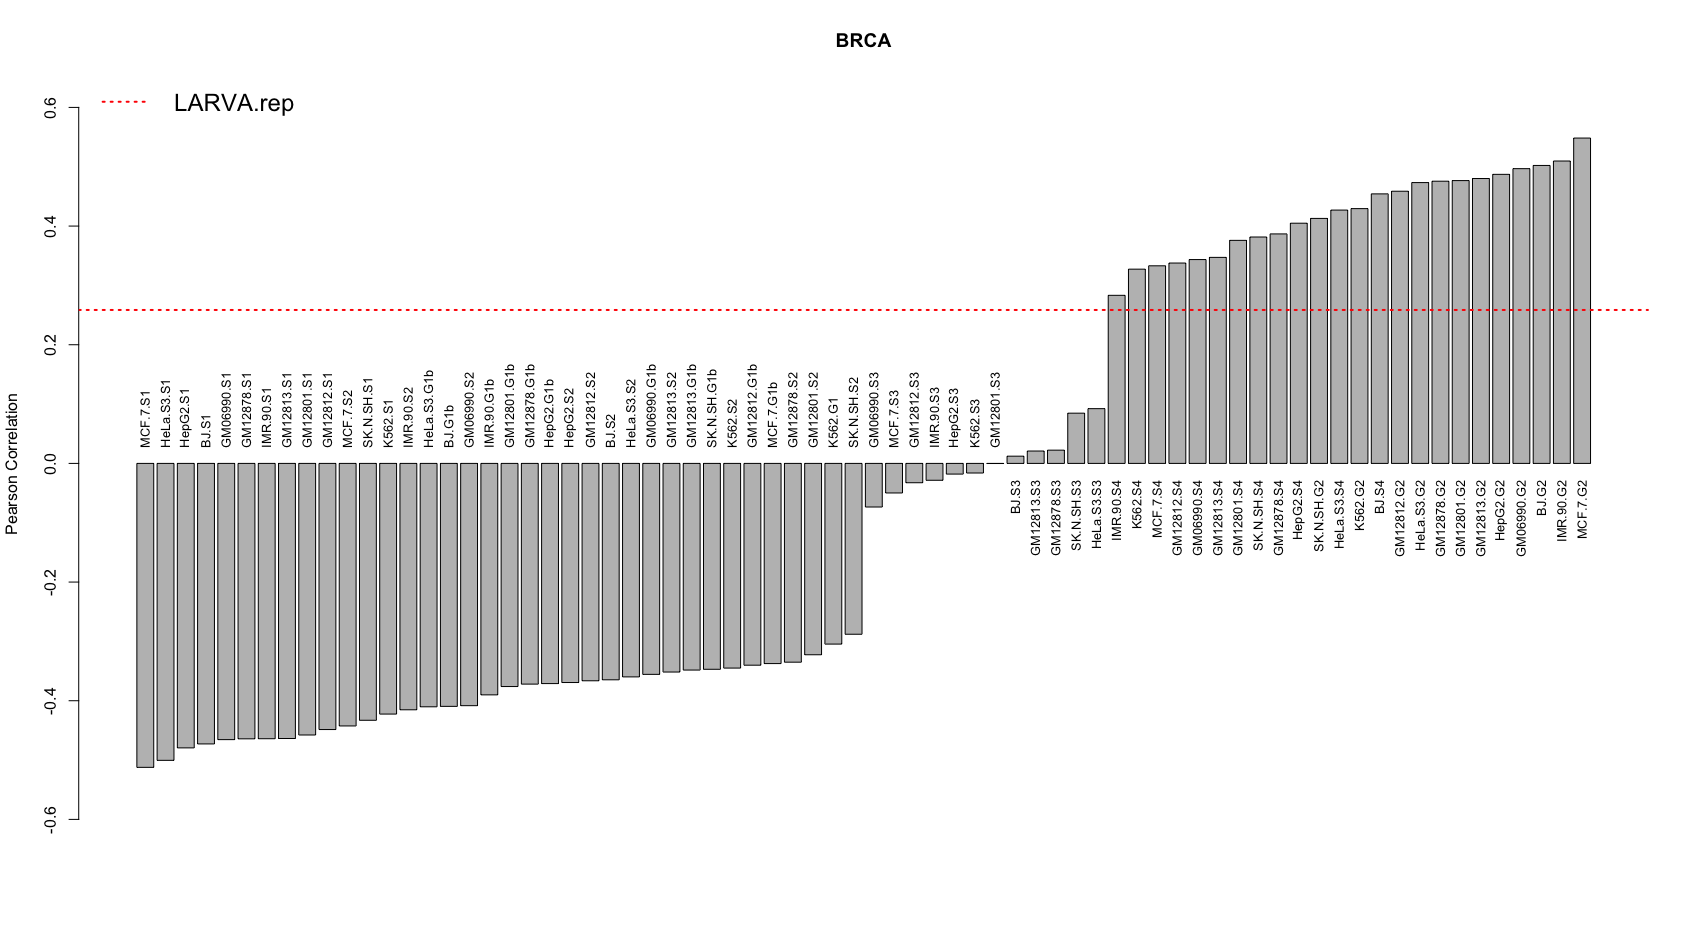 BRCA
LARVA.rep
Pearson Correlation
0.6
0.4
0.2
0.0
-0.2
-0.4
-0.6
MCF.7.S1
HeLa.S3.S1
HepG2.S1
BJ.S1
GM06990.S1
GM12878.S1
IMR.90.S1
GM12813.S1
GM12801.S1
GM12812.S1
MCF.7.S2
SK.N.SH.S1
K562.S1
IMR.90.S2
HeLa.S3.G1b
BJ.G1b
GM06990.S2
IMR.90.G1b
GM12801.G1b
GM12878.G1b
HepG2.G1b
HepG2.S2
GM12812.S2
BJ.S2
HeLa.S3.S2
GM06990.G1b
GM12813.S2
GM12813.G1b
SK.N.SH.G1b
K562.S2
GM12812.G1b
MCF.7.G1b
GM12878.S2
GM12801.S2
K562.G1
SK.N.SH.S2
GM06990.S3
MCF.7.S3
GM12812.S3
IMR.90.S3
HepG2.S3
K562.S3
GM12801.S3
BJ.S3
GM12813.S3
GM12878.S3
SK.N.SH.S3
HeLa.S3.S3
IMR.90.S4
K562.S4
MCF.7.S4
GM12812.S4
GM06990.S4
GM12813.S4
GM12801.S4
SK.N.SH.S4
GM12878.S4
HepG2.S4
SK.N.SH.G2
HeLa.S3.S4
K562.G2
BJ.S4
GM12812.G2
HeLa.S3.G2
GM12878.G2
GM12801.G2
GM12813.G2
HepG2.G2
GM06990.G2
BJ.G2
IMR.90.G2
MCF.7.G2